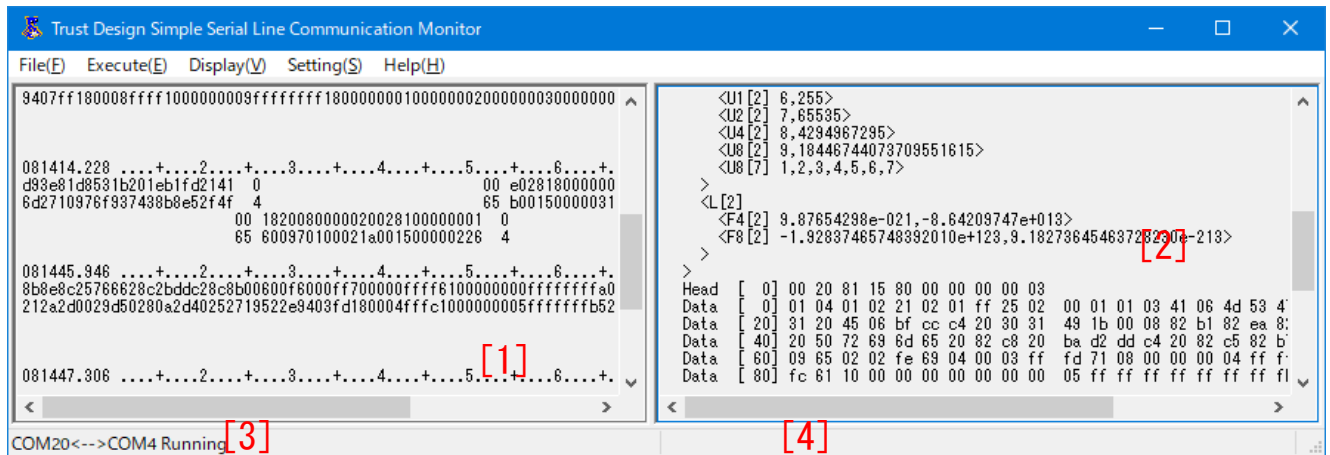 Trust Design Simple Serial Line Communication Monitor
File(F) Execute(E) Display(V) Setting(S) Help(H)
9407ff180008ffff1000000009ffffffff180000000100000002000000030000000
081414.228 ....+....2....+....3....+....4....+....5....+....6....+.
d93e81d8531b201eb1fd2141 0 00 e02818000000
6d2710976f937438b8e52f4f 4 65 b00150000031
00 18200800000200281000000001 0
65 600970100021a001500000226 4
081445.946 ....+....2....+....3....+....4....+....5....+....6....+.
8b8e8c25766628c2bddc28c8b00600f6000ff700000ffff6100000000ffffffffa0
212a2d0029d50280a2d402527195 22e9403fd180004fffc1000000005fffffffb52
081447.306 ....+....2....+....3....+....4....+....5....+....6....+.
[1]
<U1[2] 6,255>
<U2[2] 7,65535>
<U4[2] 8,4294967295>
<U8[2] 9,18446744073709551615>
<U8[7] 1,2,3,4,5,6,7>
>
<L[2]
<F4[2] 9.87654298e-021,-8.64209747e+013>
<F8[2] -1.92837465748392010e+123,9.18273645463728230e-213>
>
>
[2]
Head [ 0] 00 20 81 15 80 00 00 00 00 03
Data [ 0] 01 04 01 02 21 02 01 ff 25 02 00 01 01 03 41 06 4d 53 4
Data [ 20] 31 20 45 06 bf cc c4 20 30 31 49 1b 00 08 82 b1 82 ea 8
Data [ 40] 20 50 72 69 6d 65 20 82 c8 20 ba d2 dd c4 20 82 c5 82 b
Data [ 60] 09 65 02 02 fe 69 04 00 03 ff fd 71 08 00 00 00 04 ff f
Data [ 80] fc 61 10 00 00 00 00 00 00 00 05 ff ff ff ff ff ff ff f
COM20<-->COM4 Running
[3]
[4]